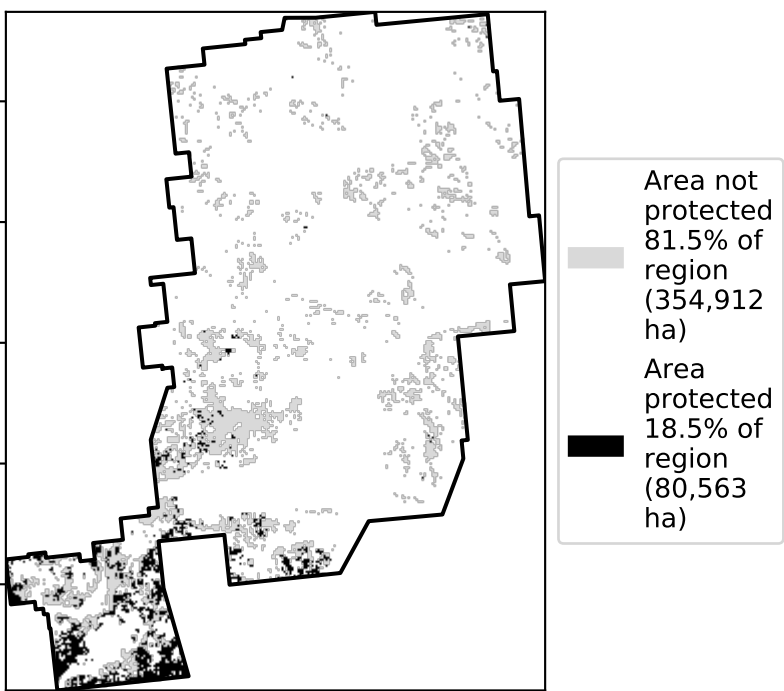 Area not
protected
81.5% of
region
(354,912
ha)
Area
protected
18.5% of
region
(80,563
ha)